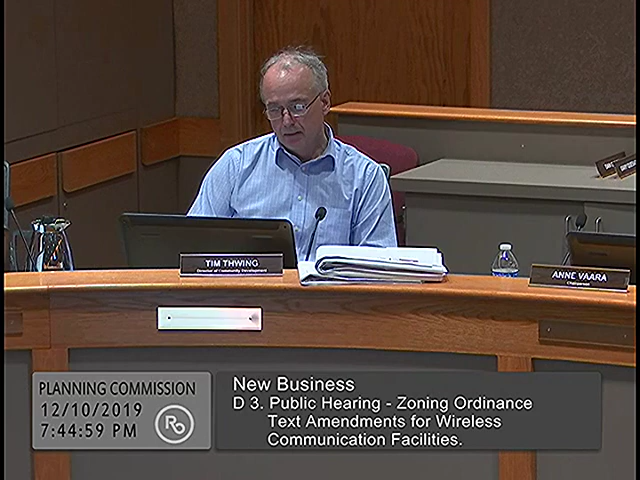 TIM THWING
Director of Community Development
ANNE VAARA
Chairperson
PLANNING COMMISSION
12/10/2019
7:44:59 PM
New Business
D 3. Public Hearing - Zoning Ordinance
Text Amendments for Wireless
Communication Facilities.